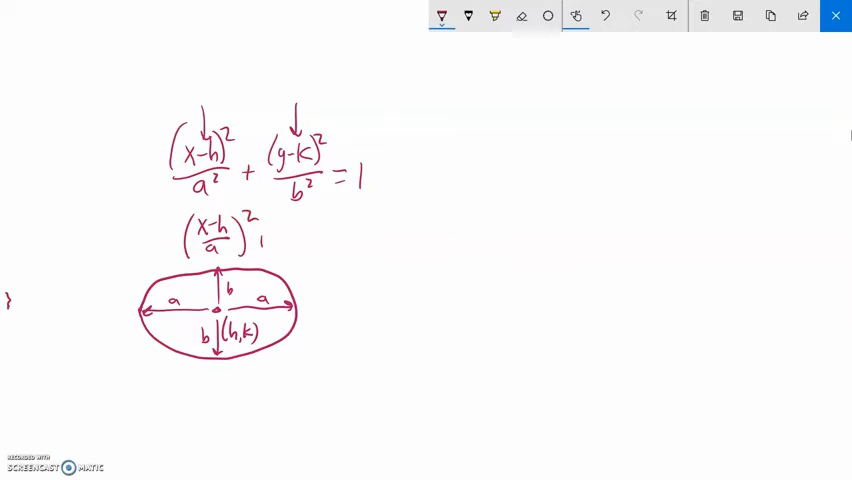 (x-h)²/a² + (y-k)²/b² = 1
((x-h)/a)²
b
a a
b (h,k)
}
RECORDED WITH
SCREENCAST MATIC